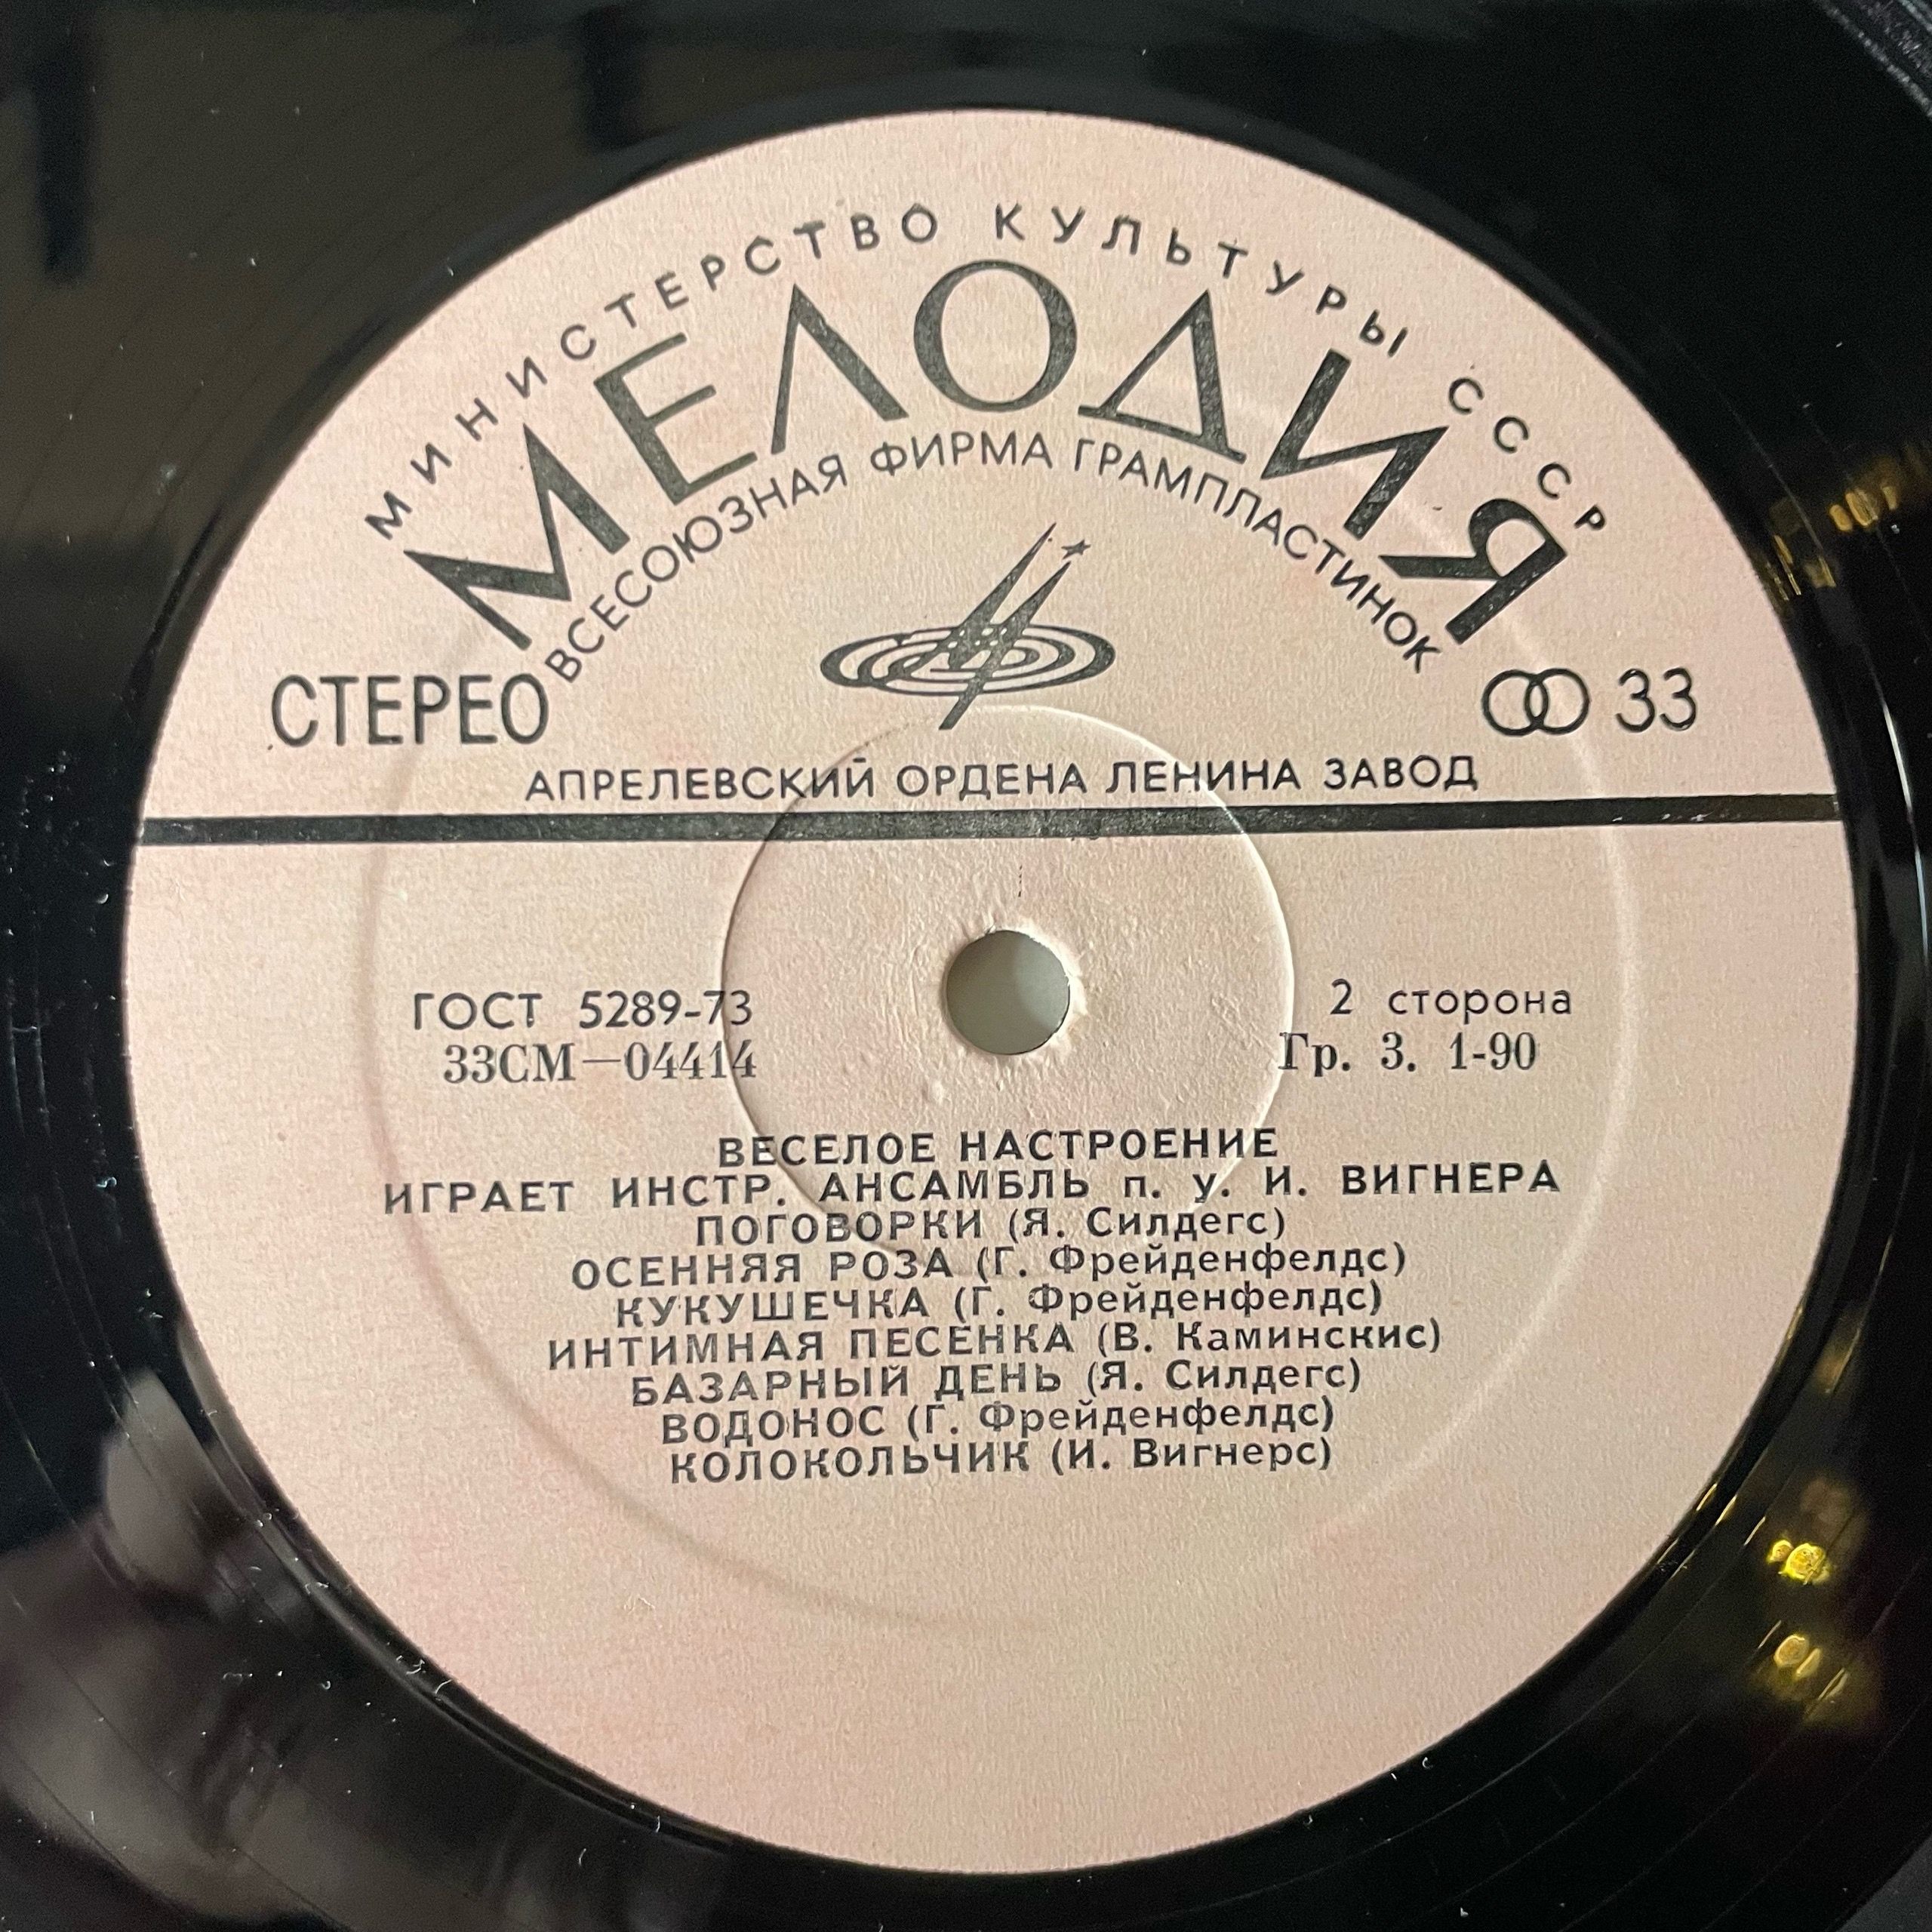 МИНИСТЕРСТВО КУЛЬТУРЫ СССР
МЕЛОДИЯ
ВСЕСОЮЗНАЯ ФИРМА ГРАМПЛАСТИНОК
СТЕРЕО 33
АПРЕЛЕВСКИЙ ОРДЕНА ЛЕНИНА ЗАВОД
ГОСТ 5289-73 2 сторона
33СМ—04414 Гр. 3. 1-90
ВЕСЕЛОЕ НАСТРОЕНИЕ
ИГРАЕТ ИНСТР. АНСАМБЛЬ п. у. И. ВИГНЕРА
ПОГОВОРКИ (Я. Силдегс)
ОСЕННЯЯ РОЗА (Г. Фрейденфелдс)
КУКУШЕЧКА (Г. Фрейденфелдс)
ИНТИМНАЯ ПЕСЕНКА (В. Каминскис)
БАЗАРНЫЙ ДЕНЬ (Я. Силдегс)
ВОДОНОС (Г. Фрейденфелдс)
КОЛОКОЛЬЧИК (И. Вигнерс)